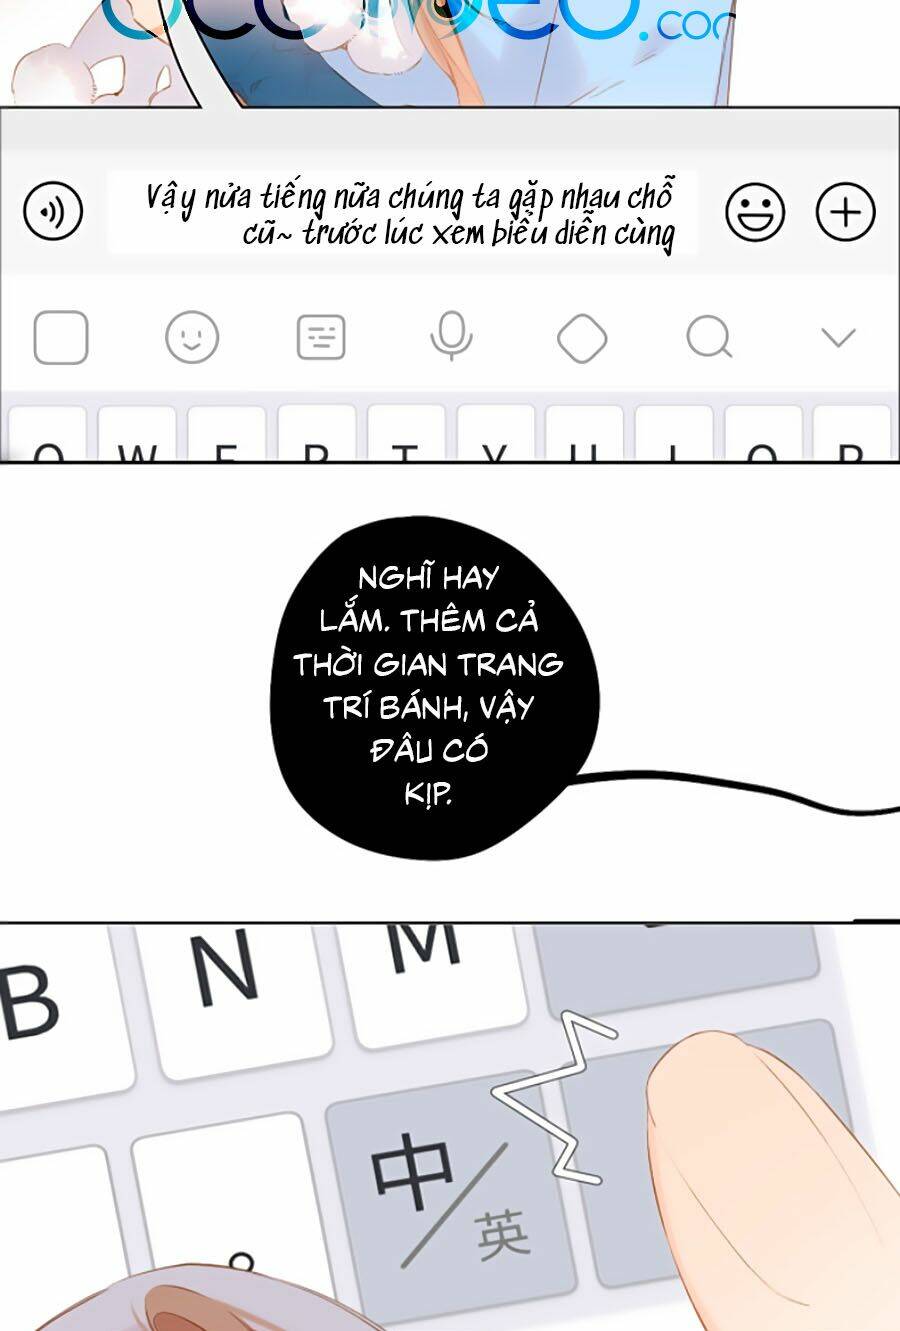 Vậy nửa tiếng nữa chúng ta gặp nhau chỗ
cũ~ trước lúc xem biểu diễn cùng
Q W E R T Y U I O P
NGHĨ HAY
LẮM. THÊM CẢ
THỜI GIAN TRANG
TRÍ BÁNH, VẬY
ĐÂU CÓ
KỊP.
B N M
中/英
。